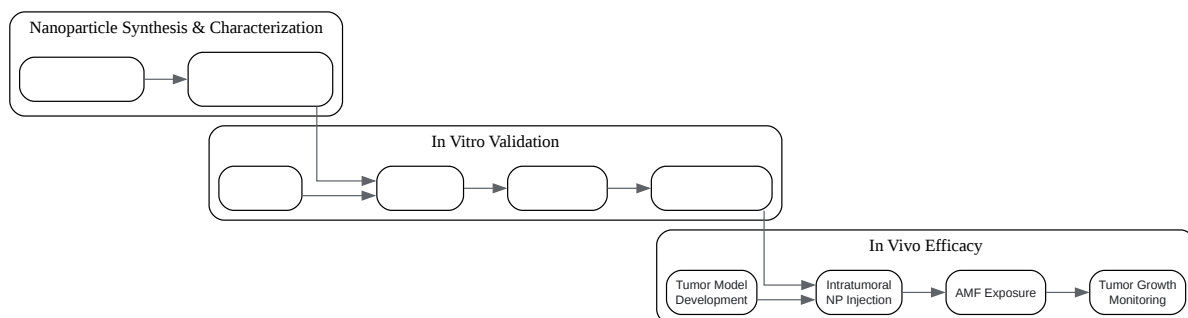 Nanoparticle Synthesis & Characterization
In Vitro Validation
In Vivo Efficacy
Tumor Model
Development
Intratumoral
NP Injection
AMF Exposure
Tumor Growth
Monitoring